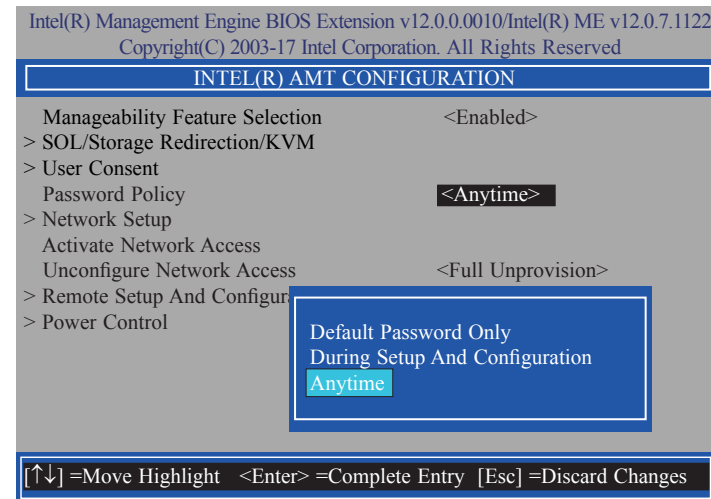 Intel(R) Management Engine BIOS Extension v12.0.0.0010/Intel(R) ME v12.0.7.1122
Copyright(C) 2003-17 Intel Corporation. All Rights Reserved
INTEL(R) AMT CONFIGURATION
Manageability Feature Selection <Enabled>
> SOL/Storage Redirection/KVM
> User Consent
Password Policy <Anytime>
> Network Setup
Activate Network Access
Unconfigure Network Access <Full Unprovision>
> Remote Setup And
> Power Control
Default Password Only
During Setup And Configuration
Anytime
[↑↓] =Move Highlight <Enter> =Complete Entry [Esc] =Discard Changes